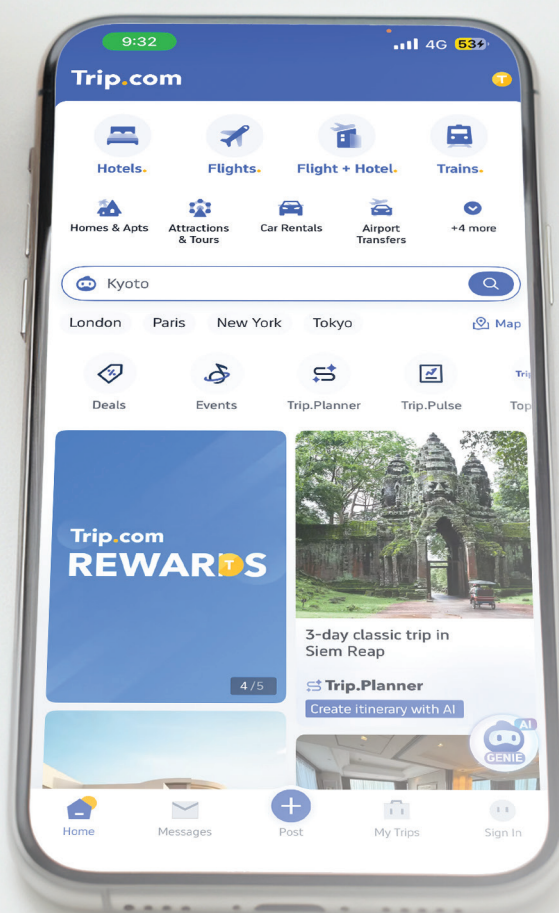 9:32
4G 53
Trip.com
T
Hotels.
Flights.
Flight + Hotel.
Trains.
Homes & Apts
Attractions
& Tours
Car Rentals
Airport
Transfers
+4 more
Kyoto
London
Paris
New York
Tokyo
Map
Deals
Events
Trip.Planner
Trip.Pulse
Trip
Top
Trip.com
REWARDS
T
4/5
3-day classic trip in
Siem Reap
Trip.Planner
Create itinerary with AI
AI
GENIE
Home
Messages
Post
My Trips
Sign In